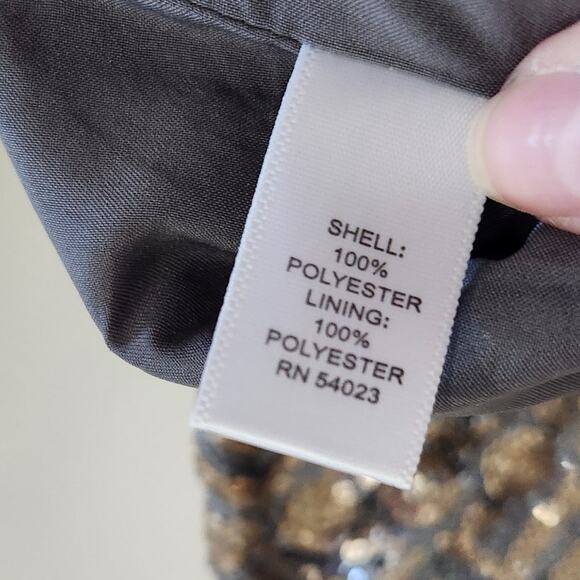 SHELL:
100%
POLYESTER
LINING:
100%
POLYESTER
RN 54023